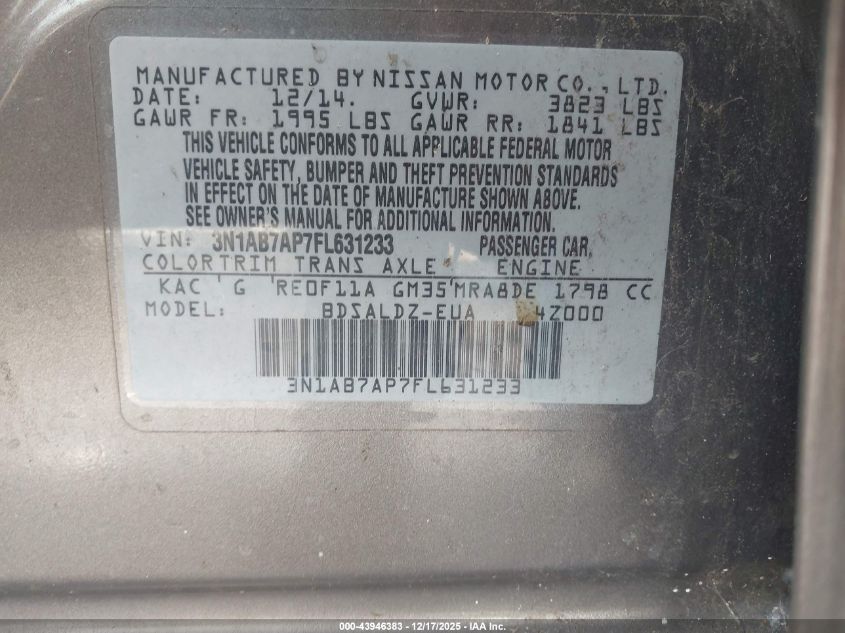 MANUFACTURED BY NISSAN MOTOR CO., LTD.
DATE: 12/14. GVWR: 3823 LBS
GAWR FR: 1995 LBS GAWR RR: 1841 LBS
THIS VEHICLE CONFORMS TO ALL APPLICABLE FEDERAL MOTOR
VEHICLE SAFETY, BUMPER AND THEFT PREVENTION STANDARDS
IN EFFECT ON THE DATE OF MANUFACTURE SHOWN ABOVE.
SEE OWNER'S MANUAL FOR ADDITIONAL INFORMATION.
VIN: 3N1AB7AP7FL631233 PASSENGER CAR,
COLOR TRIM TRANS AXLE ENGINE
KAC G RE0F11A GM35 MRA8DE 1798 CC
MODEL: BDSALDZ-EUA 4Z000
3N1AB7AP7FL631233
000-43946383 - 12/17/2025 - IAA Inc.